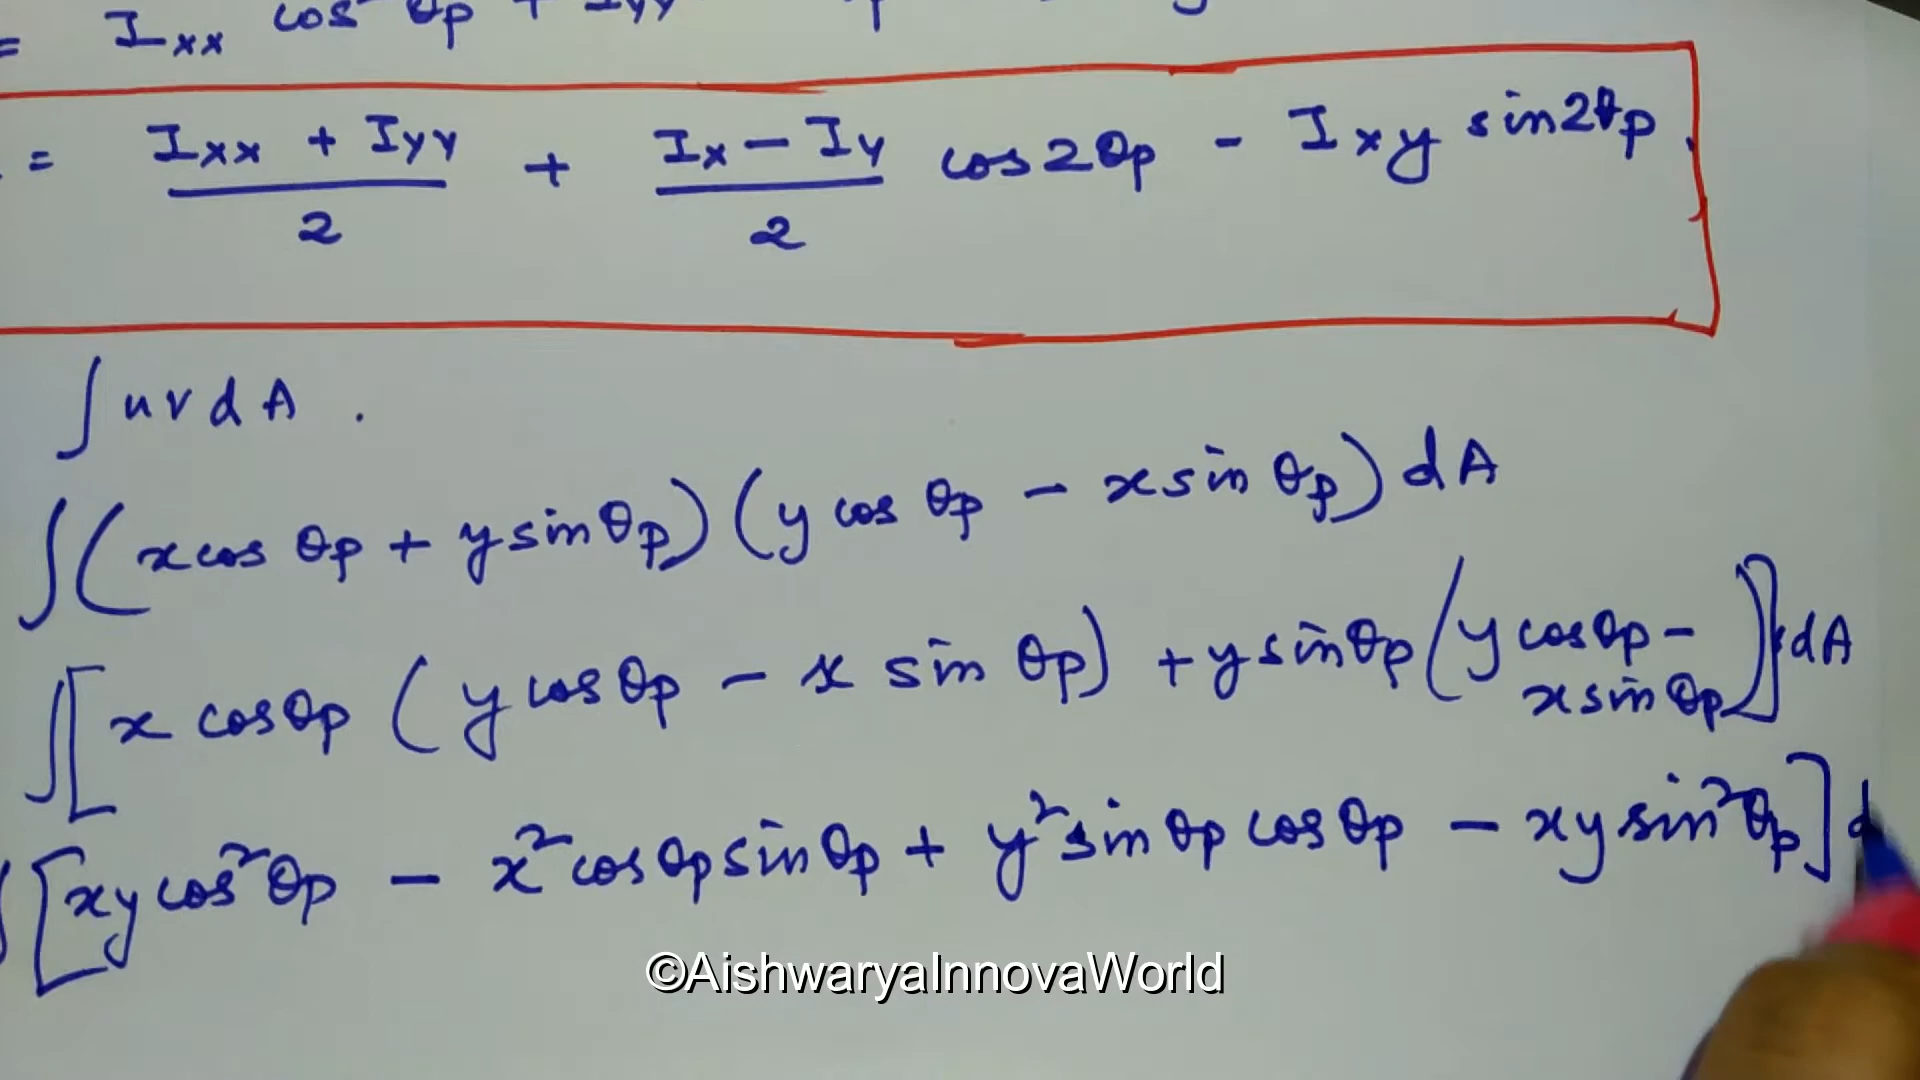 = Ixx cos² θp + Iyy
= Ixx + Iyy / 2 + Ix - Iy / 2 cos 2θp - Ixy sin 2θp.
∫ u v dA .
∫ (x cos θp + y sin θp) (y cos θp - x sin θp) dA
∫ [ x cos θp ( y cos θp - x sin θp) + y sin θp ( y cos θp - x sin θp ) ] dA
∫ [ xy cos² θp - x² cos θp sin θp + y² sin θp cos θp - xy sin² θp ] d
©AishwaryaInnovaWorld